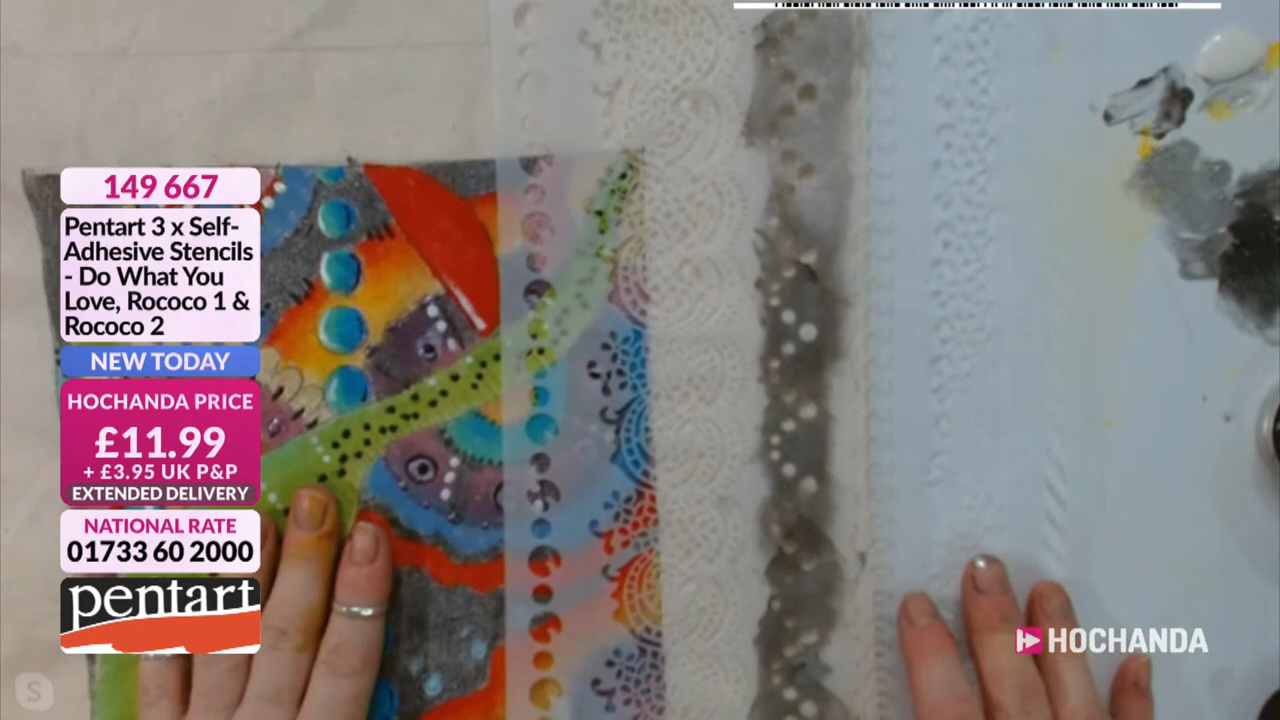 149 667
Pentart 3 x Self-
Adhesive Stencils
- Do What You
Love, Rococo 1 &
Rococo 2
NEW TODAY
HOCHANDA PRICE
£11.99
+ £3.95 UK P&P
EXTENDED DELIVERY
NATIONAL RATE
01733 60 2000
pentart
S
HOCHANDA